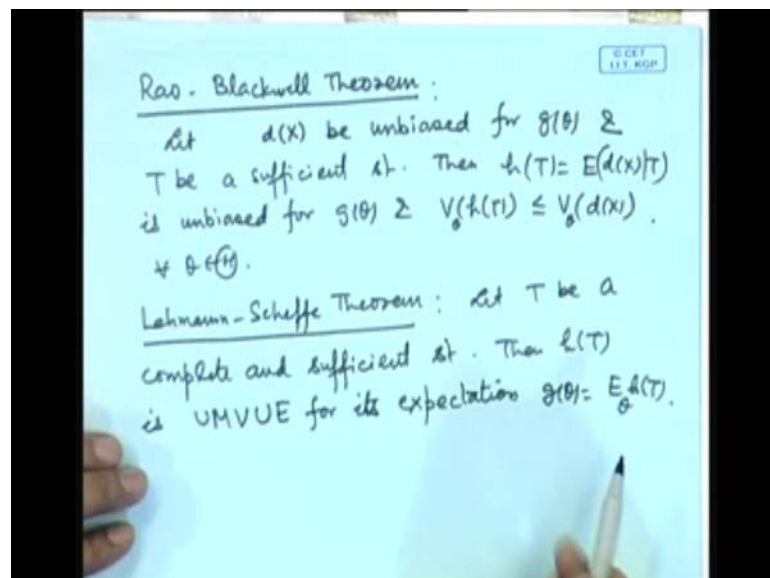 © CET
I.I.T. KGP
Rao-Blackwell Theorem :
Let d(X) be unbiased for g(θ) &
T be a sufficient st. Then h(T)= E(d(X)|T)
is unbiased for g(θ) & V_θ(h(T)) ≤ V_θ(d(X)).
∀ θ ∈ Ⓗ.
Lehmann-Scheffe Theorem : Let T be a
complete and sufficient st. Then h(T)
is UMVUE for its expectation g(θ)= E_θ h(T).